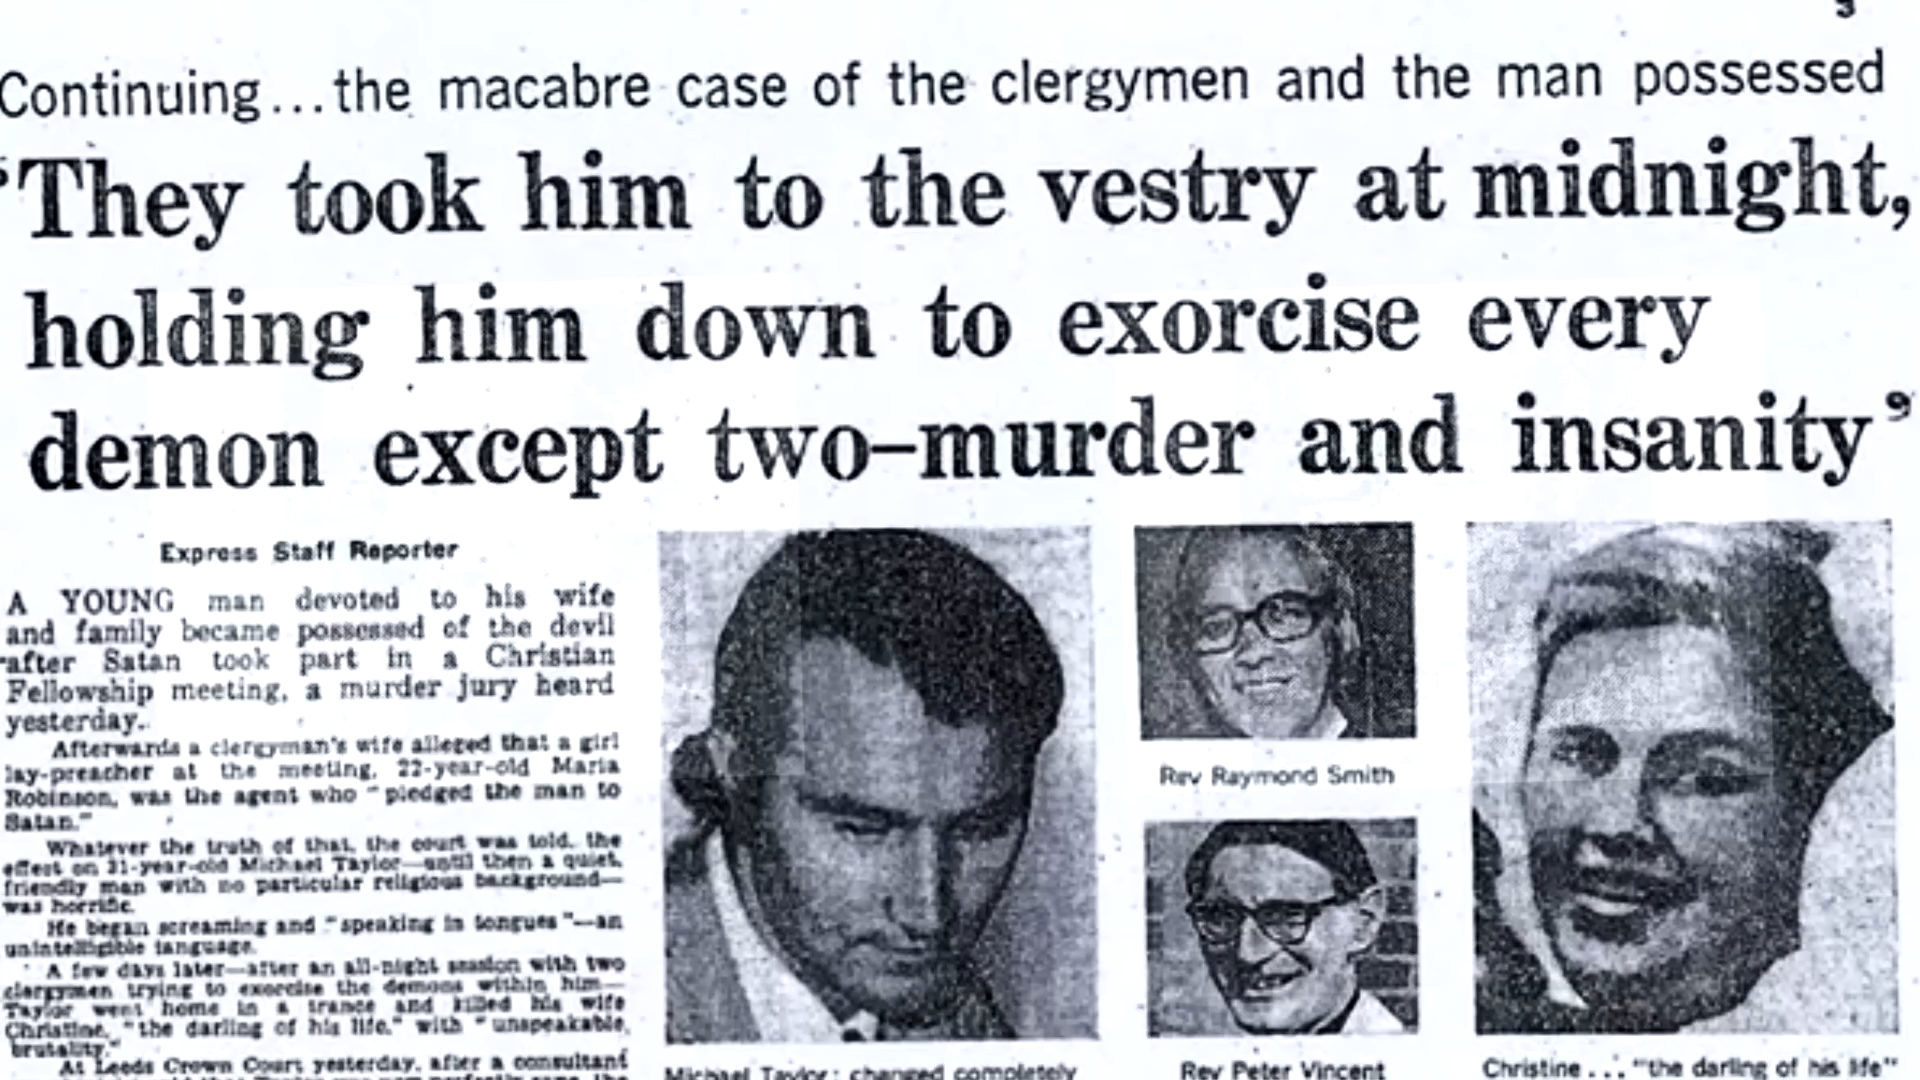 Continuing...the macabre case of the clergymen and the man possessed
‘They took him to the vestry at midnight,
holding him down to exorcise every
demon except two–murder and insanity’
Express Staff Reporter
A YOUNG man devoted to his wife
and family became possessed of the devil
after Satan took part in a Christian
Fellowship meeting, a murder jury heard
yesterday.
Afterwards a clergyman's wife alleged that a girl
lay-preacher at the meeting, 22-year-old Maria
Robinson, was the agent who "pledged the man to
Satan."
Whatever the truth of that, the court was told, the
effect on 31-year-old Michael Taylor—until then a quiet,
friendly man with no particular religious background—
was horrific.
He began screaming and "speaking in tongues"—an
unintelligible language.
A few days later—after an all-night session with two
clergymen trying to exorcise the demons within him—
Taylor went home in a trance and killed his wife
Christine, "the darling of his life," with "unspeakable
brutality."
At Leeds Crown Court yesterday, after a consultant
Michael Taylor: changed completely
Rev Raymond Smith
Rev Peter Vincent
Christine... "the darling of his life"